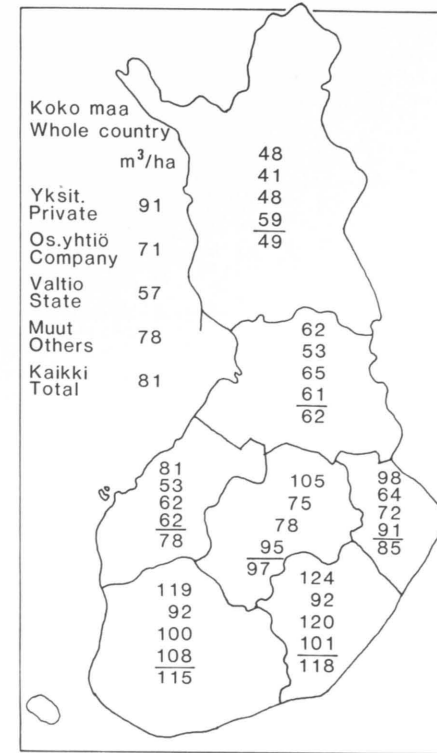 Koko maa
Whole country
m³/ha
Yksit.
Private 91
Os.yhtiö
Company 71
Valtio
State 57
Muut
Others 78
Kaikki
Total 81
48
41
48
59
49
62
53
65
61
62
81
53
62
62
78
105
75
78
95
97
98
64
72
91
85
119
92
100
108
115
124
92
120
101
118